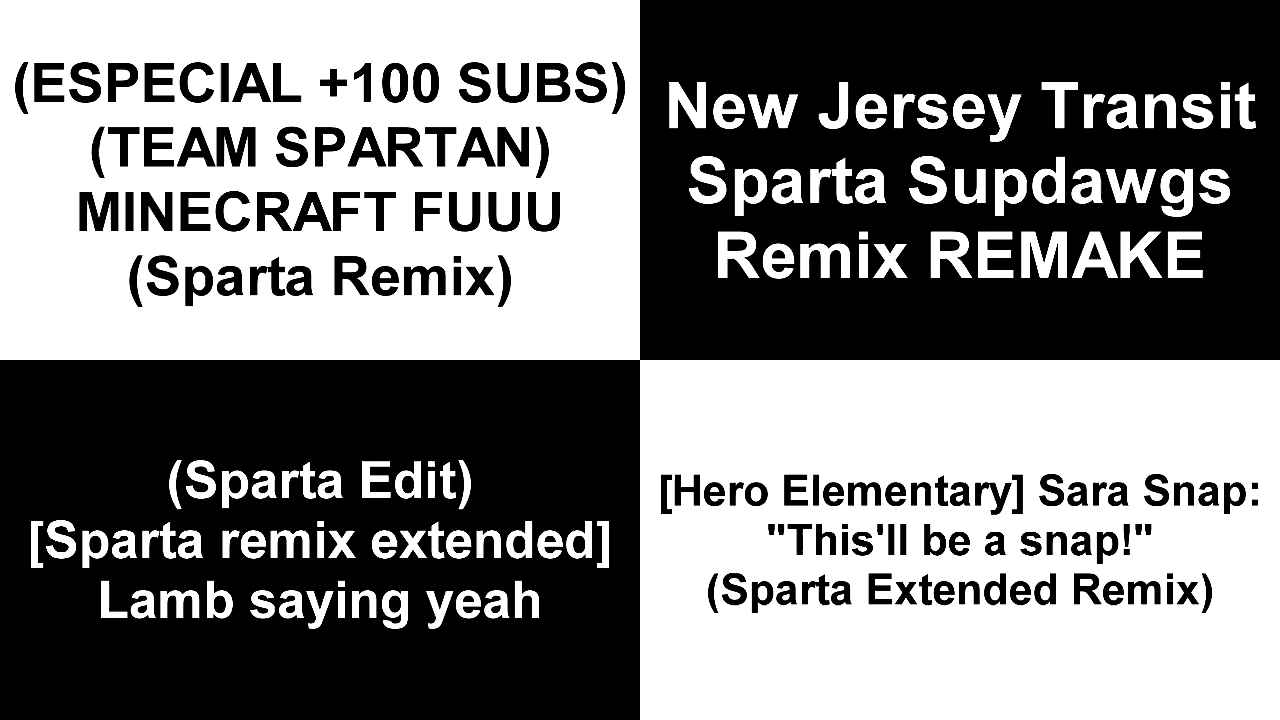 (ESPECIAL +100 SUBS)
(TEAM SPARTAN)
MINECRAFT FUUU
(Sparta Remix)
New Jersey Transit
Sparta Supdawgs
Remix REMAKE
(Sparta Edit)
[Sparta remix extended]
Lamb saying yeah
[Hero Elementary] Sara Snap:
"This'll be a snap!"
(Sparta Extended Remix)